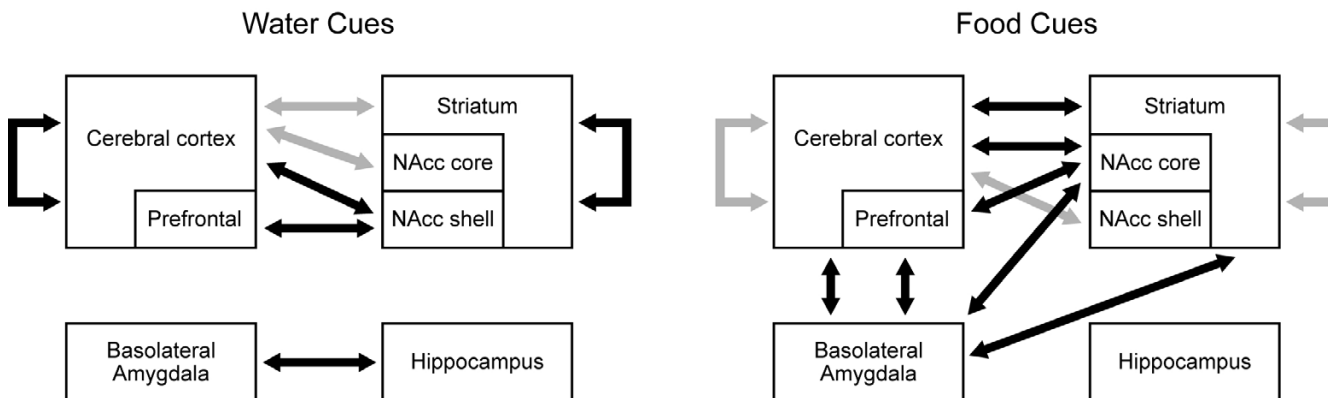 Water Cues
Cerebral cortex
Prefrontal
Striatum
NAcc core
NAcc shell
Basolateral
Amygdala
Hippocampus
Food Cues
Cerebral cortex
Prefrontal
Striatum
NAcc core
NAcc shell
Basolateral
Amygdala
Hippocampus